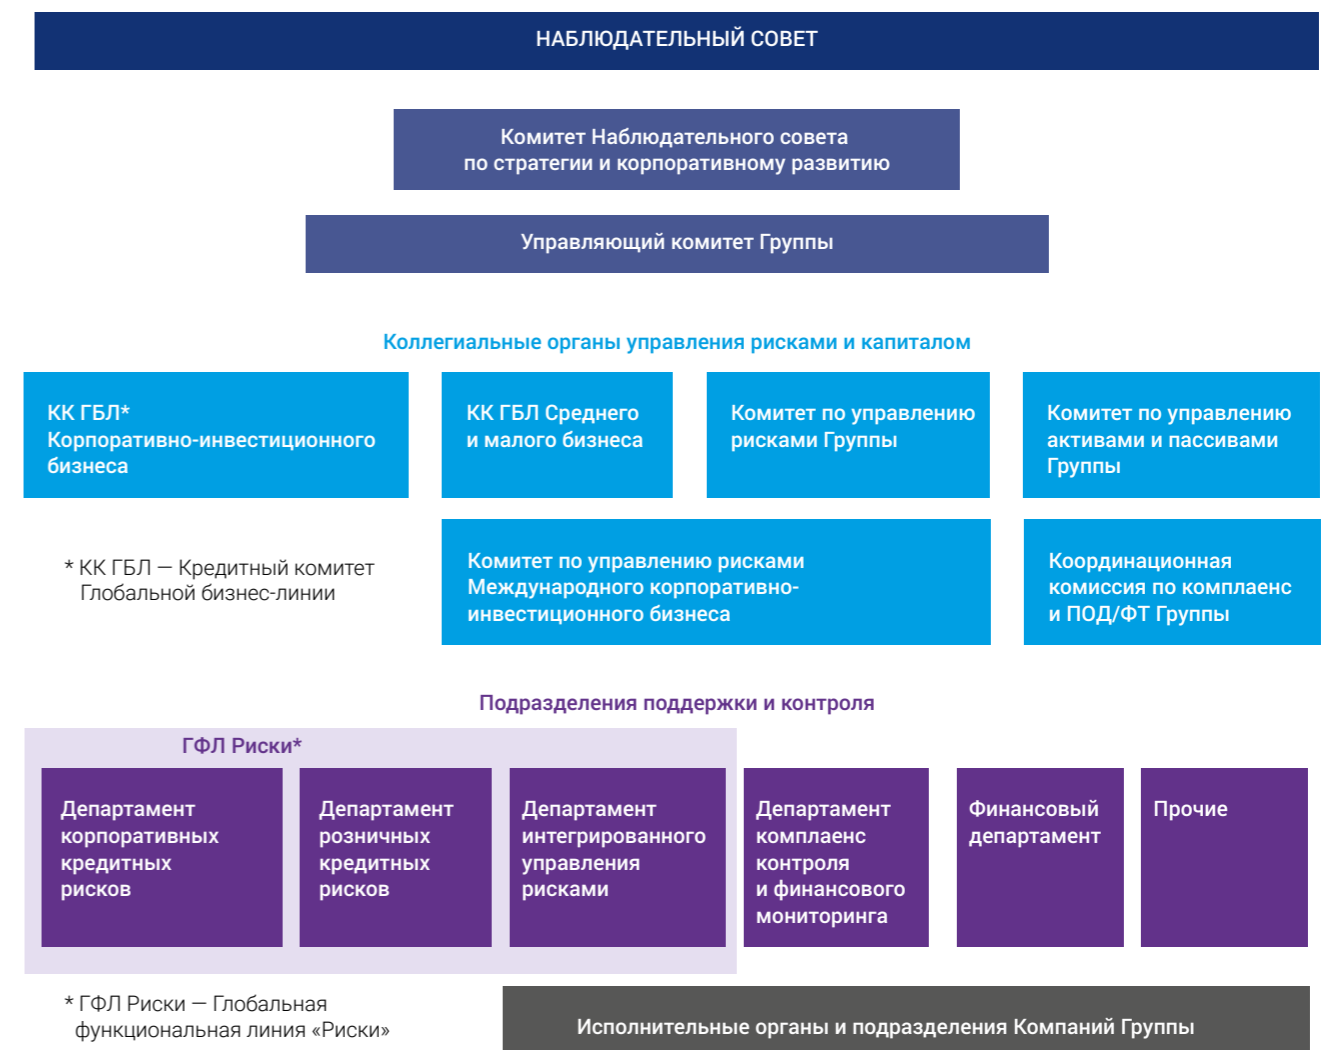 НАБЛЮДАТЕЛЬНЫЙ СОВЕТ
Комитет Наблюдательного совета
по стратегии и корпоративному развитию
Управляющий комитет Группы
Коллегиальные органы управления рисками и капиталом
КК ГБЛ*
Корпоративно-инвестиционного
бизнеса
КК ГБЛ Среднего
и малого бизнеса
Комитет по управлению
рисками Группы
Комитет по управлению
активами и пассивами
Группы
* КК ГБЛ — Кредитный комитет
Глобальной бизнес-линии
Комитет по управлению рисками
Международного корпоративно-
инвестиционного бизнеса
Координационная
комиссия по комплаенс
и ПОД/ФТ Группы
Подразделения поддержки и контроля
ГФЛ Риски*
Департамент
корпоративных
кредитных
рисков
Департамент
розничных
кредитных
рисков
Департамент
интегрированного
управления
рисками
Департамент
комплаенс
контроля
и финансового
мониторинга
Финансовый
департамент
Прочие
* ГФЛ Риски — Глобальная
функциональная линия «Риски»
Исполнительные органы и подразделения Компаний Группы